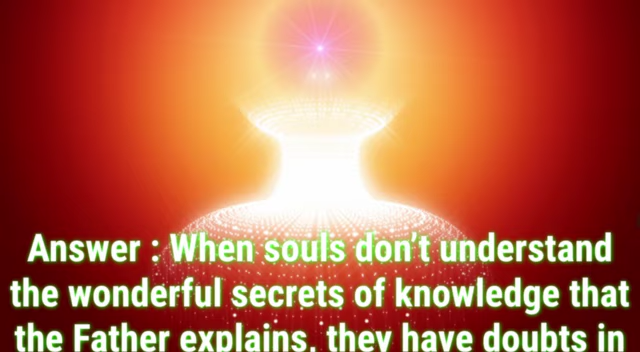 Answer : When souls don’t understand
the wonderful secrets of knowledge that
the Father explains, they have doubts in